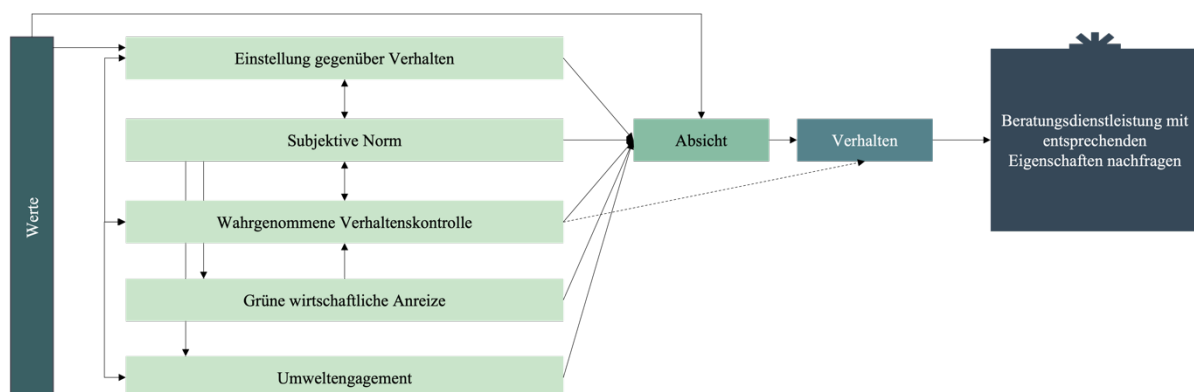 Werte
Einstellung gegenüber Verhalten
Subjektive Norm
Wahrgenommene Verhaltenskontrolle
Grüne wirtschaftliche Anreize
Umweltengagement
Absicht
Verhalten
Beratungsdienstleistung mit
entsprechenden
Eigenschaften nachfragen